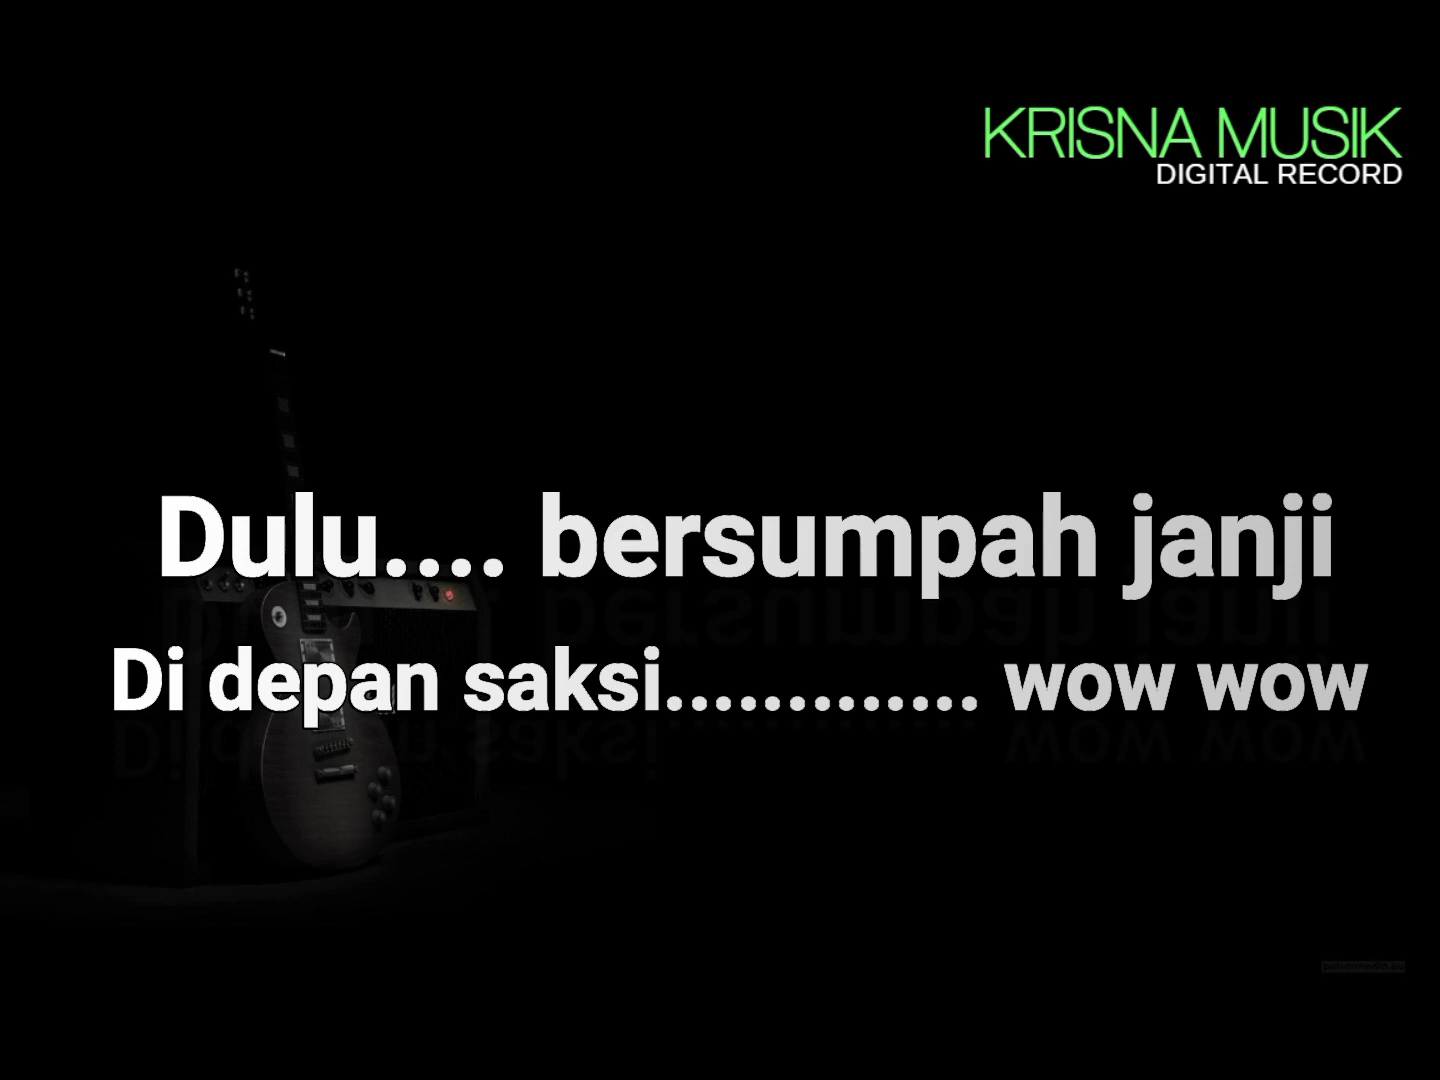 KRISNA MUSIK
DIGITAL RECORD
Dulu.... bersumpah janji
Di depan saksi............. wow wow